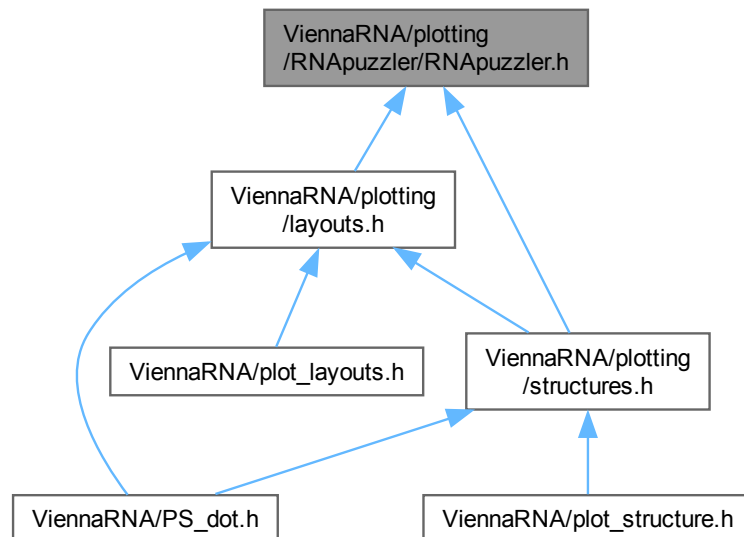 ViennaRNA/plotting
/RNApuzzler/RNApuzzler.h
ViennaRNA/plotting
/layouts.h
ViennaRNA/plot_layouts.h
ViennaRNA/plotting
/structures.h
ViennaRNA/PS_dot.h
ViennaRNA/plot_structure.h